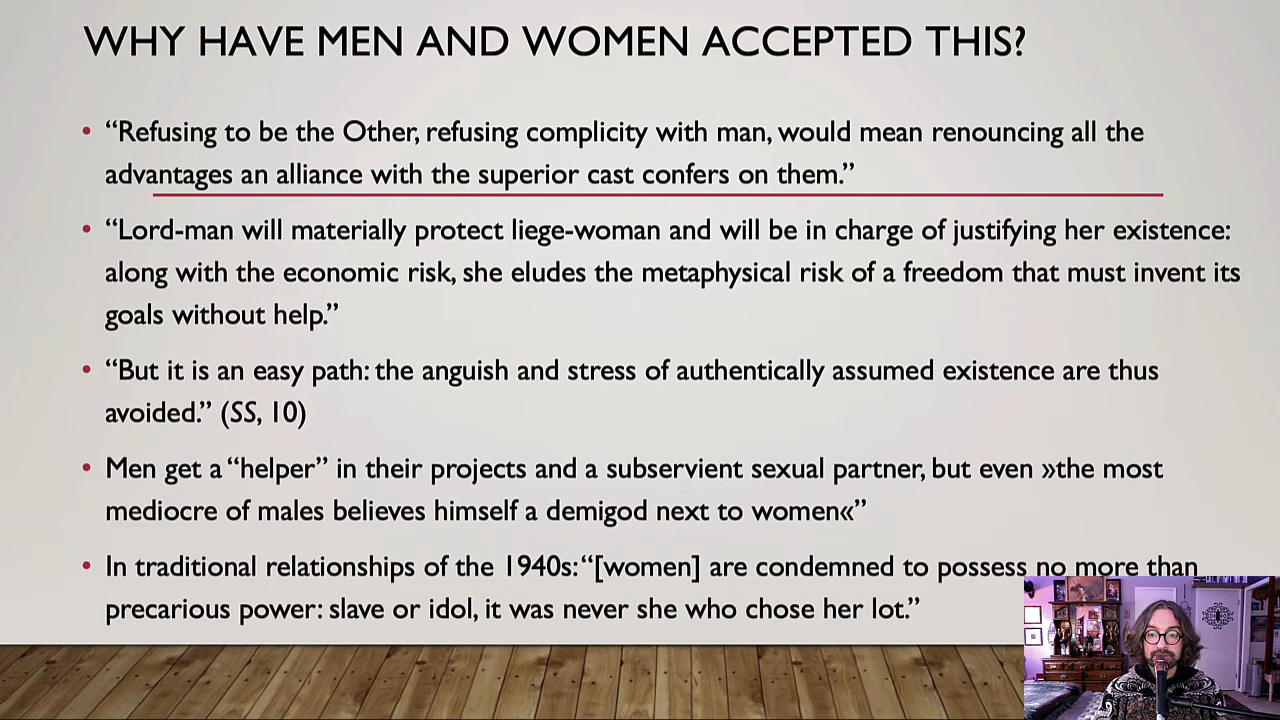 WHY HAVE MEN AND WOMEN ACCEPTED THIS?
• “Refusing to be the Other, refusing complicity with man, would mean renouncing all the
advantages an alliance with the superior cast confers on them.”
• “Lord-man will materially protect liege-woman and will be in charge of justifying her existence:
along with the economic risk, she eludes the metaphysical risk of a freedom that must invent its
goals without help.”
• “But it is an easy path: the anguish and stress of authentically assumed existence are thus
avoided.” (SS, 10)
• Men get a “helper” in their projects and a subservient sexual partner, but even »the most
mediocre of males believes himself a demigod next to women«”
• In traditional relationships of the 1940s: “[women] are condemned to possess no more than
precarious power: slave or idol, it was never she who chose her lot.”